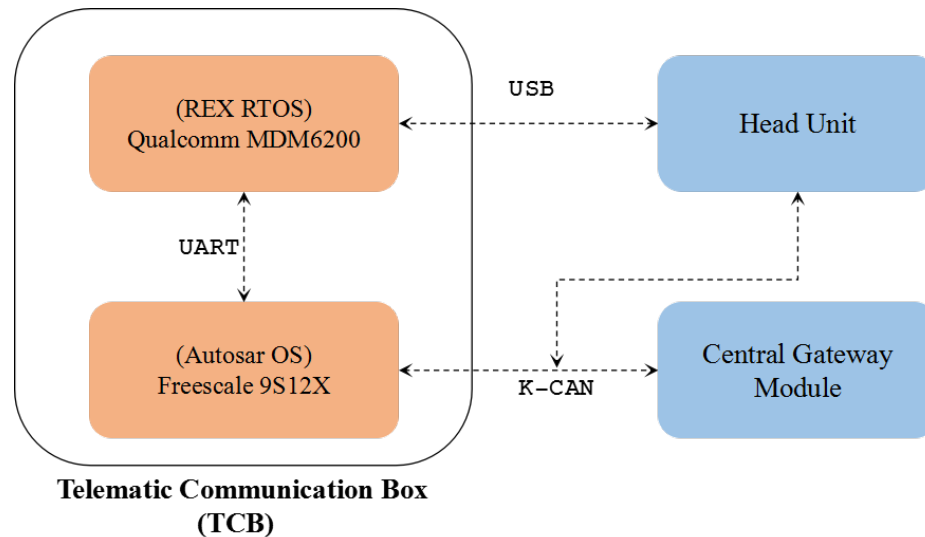 (REX RTOS)
Qualcomm MDM6200
USB
Head Unit
UART
(Autosar OS)
Freescale 9S12X
K-CAN
Central Gateway
Module
Telematic Communication Box
(TCB)